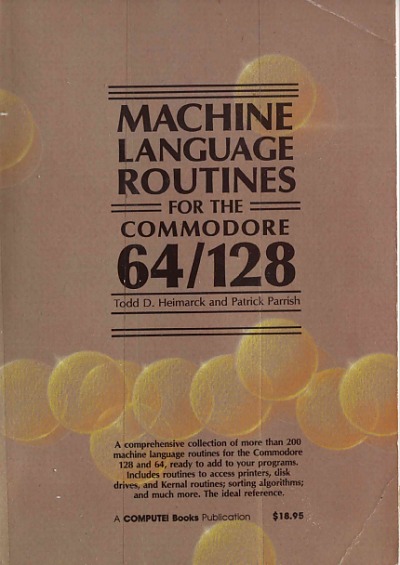 MACHINE
LANGUAGE
ROUTINES
FOR THE
COMMODORE
64/128
Todd D. Heimarck and Patrick Parrish
A comprehensive collection of more than 200
machine language routines for the Commodore
128 and 64, ready to add to your programs.
Includes routines to access printers, disk
drives, and Kernal routines; sorting algorithms;
and much more. The ideal reference.
A COMPUTE! Books Publication $18.95